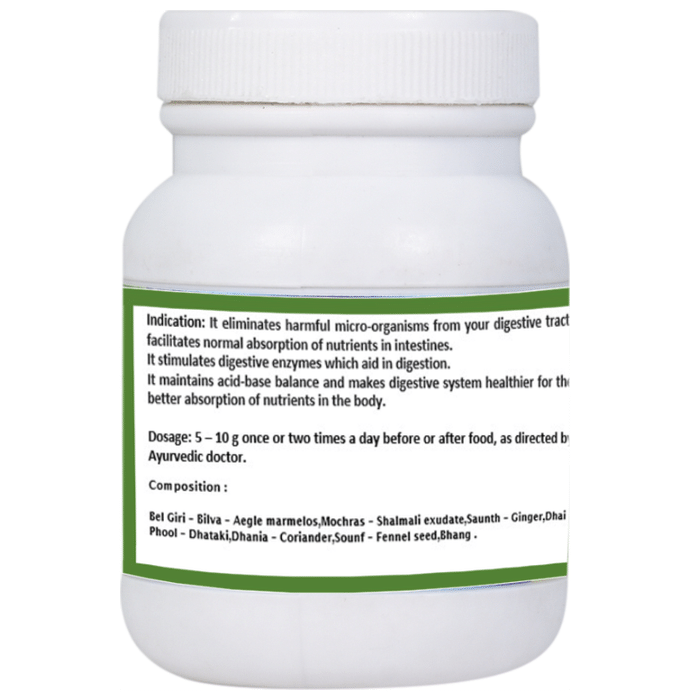 Indication: It eliminates harmful micro-organisms from your digestive tract
facilitates normal absorption of nutrients in intestines.
It stimulates digestive enzymes which aid in digestion.
It maintains acid-base balance and makes digestive system healthier for the
better absorption of nutrients in the body.
Dosage: 5 – 10 g once or two times a day before or after food, as directed by
Ayurvedic doctor.
Composition :
Bel Giri - Bilva - Aegle marmelos,Mochras - Shalmali exudate,Saunth - Ginger,Dhai
Phool - Dhataki,Dhania - Coriander,Sounf - Fennel seed,Bhang .